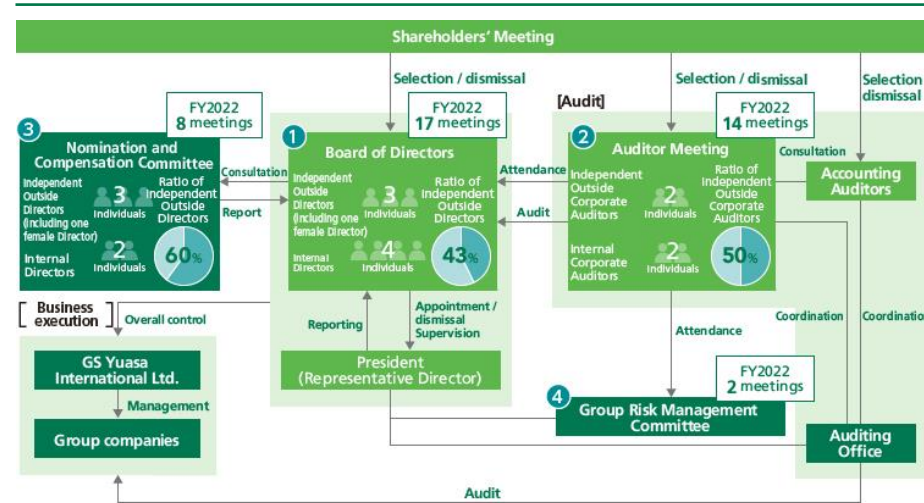 Shareholders' Meeting
Selection / dismissal
Selection / dismissal
Selection
dismissal
[Audit]
3
FY2022
8 meetings
Nomination and
Compensation Committee
Independent
Outside
Directors
(including one
female Director)
3
Individuals
Internal
Directors
2
Individuals
Ratio of
Independent
Outside
Directors
60%
Consultation
Report
1
FY2022
17 meetings
Board of Directors
Independent
Outside
Directors
(including one
female Director)
3
Individuals
Internal
Directors
4
Individuals
Ratio of
Independent
Outside
Directors
43%
Attendance
Audit
2
FY2022
14 meetings
Auditor Meeting
Independent
Outside
Corporate
Auditors
2
Individuals
Internal
Corporate
Auditors
2
Individuals
Ratio of
Independent
Outside
Corporate
Auditors
50%
Consultation
Accounting
Auditors
[Business
execution]
Overall control
Reporting
Appointment /
dismissal
Supervision
Attendance
Coordination
Coordinatio
GS Yuasa
International Ltd.
Management
Group companies
President
(Representative Director)
FY2022
2 meetings
4
Group Risk Management
Committee
Auditing
Office
Audit